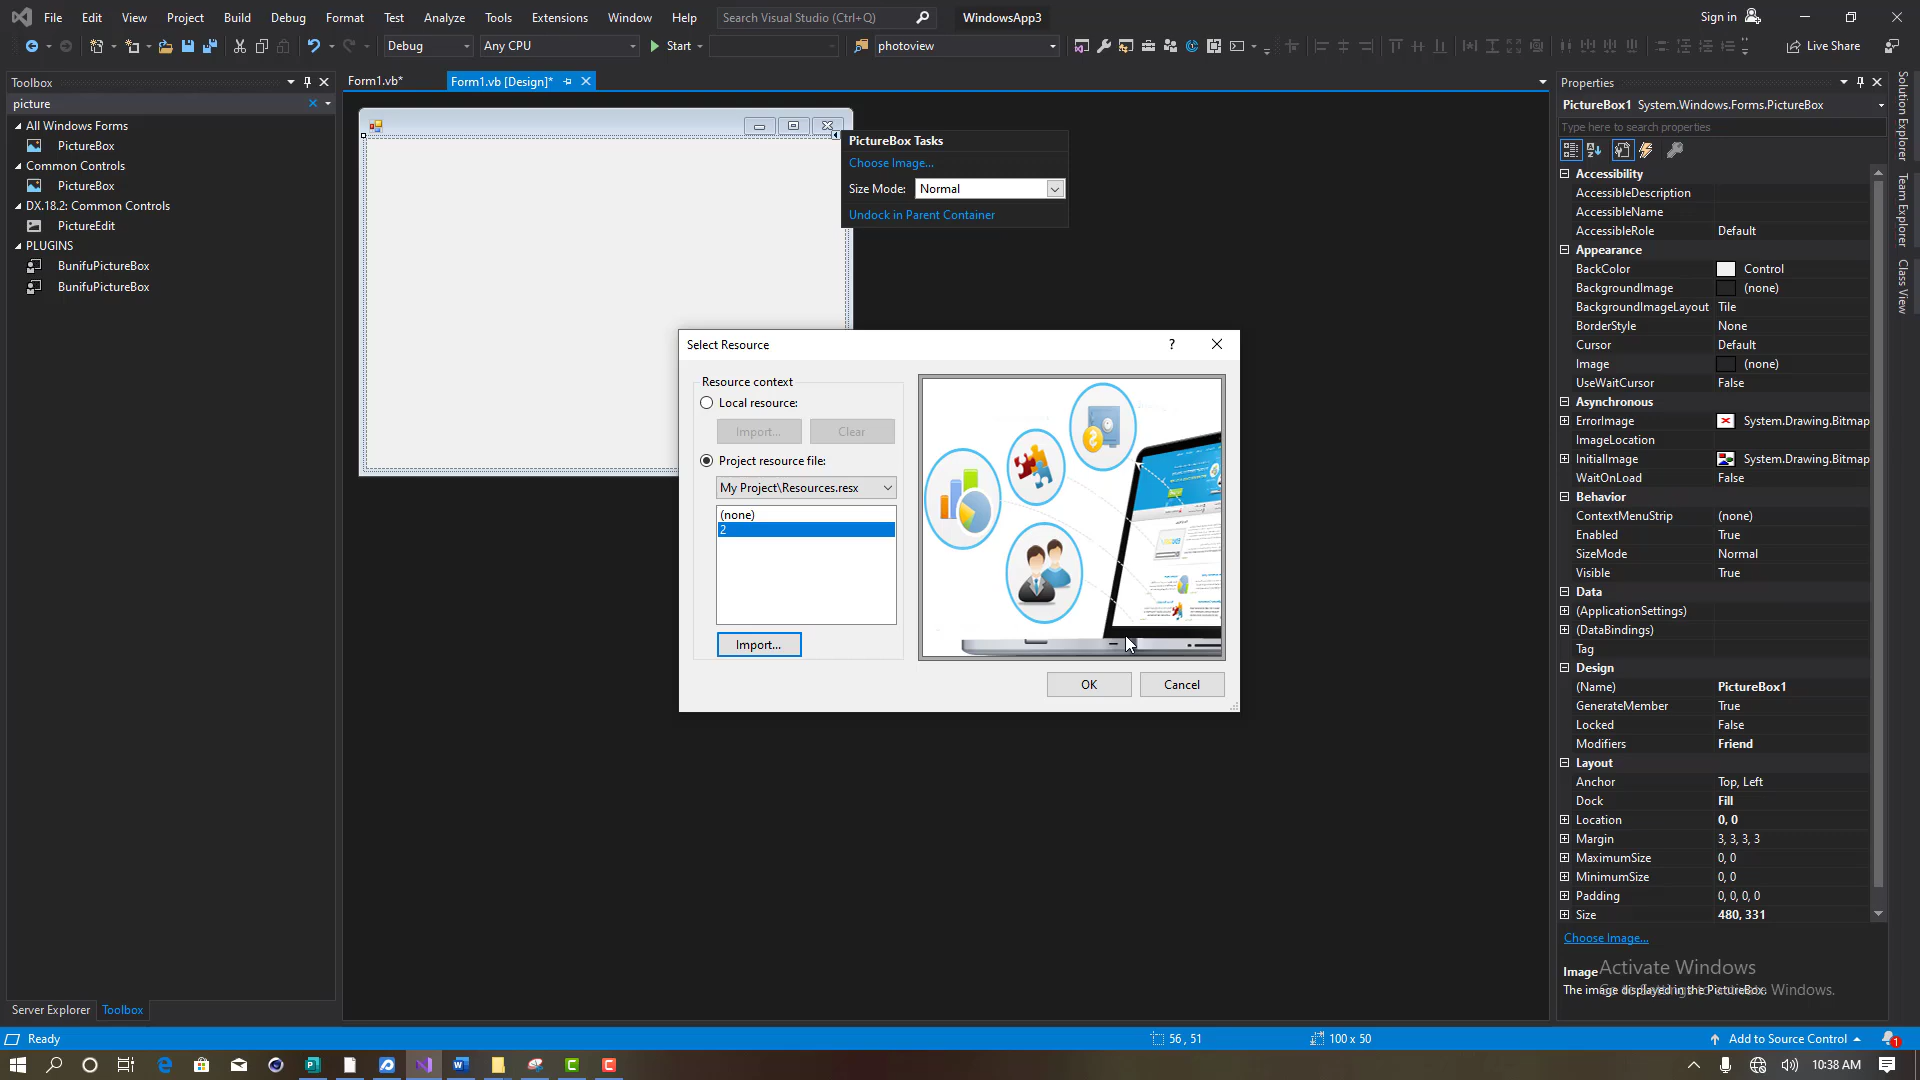 File Edit View Project Build Debug Format Test Analyze Tools Extensions Window Help Search Visual Studio (Ctrl+Q) WindowsApp3 Sign in
Debug Any CPU Start photoview Live Share
Toolbox
picture
All Windows Forms
PictureBox
Common Controls
PictureBox
DX.18.2: Common Controls
PictureEdit
PLUGINS
BunifuPictureBox
BunifuPictureBox
Server Explorer Toolbox
Form1.vb* Form1.vb [Design]*
PictureBox Tasks
Choose Image...
Size Mode: Normal
Undock in Parent Container
Select Resource ?
Resource context
Local resource:
Import... Clear
Project resource file:
My Project\Resources.resx
(none)
2
Import...
OK Cancel
Properties
PictureBox1 System.Windows.Forms.PictureBox
Type here to search properties
Accessibility
AccessibleDescription
AccessibleName
AccessibleRole Default
Appearance
BackColor Control
BackgroundImage (none)
BackgroundImageLayout Tile
BorderStyle None
Cursor Default
Image (none)
UseWaitCursor False
Asynchronous
ErrorImage System.Drawing.Bitmap
ImageLocation
InitialImage System.Drawing.Bitmap
WaitOnLoad False
Behavior
ContextMenuStrip (none)
Enabled True
SizeMode Normal
Visible True
Data
(ApplicationSettings)
(DataBindings)
Tag
Design
(Name) PictureBox1
GenerateMember True
Locked False
Modifiers Friend
Layout
Anchor Top, Left
Dock Fill
Location 0, 0
Margin 3, 3, 3, 3
MaximumSize 0, 0
MinimumSize 0, 0
Padding 0, 0, 0, 0
Size 480, 331
Choose Image...
Image
The image displayed in the PictureBox.
Activate Windows
Go to Settings to activate Windows.
Solution Explorer
Team Explorer
Class View
Ready 56 , 51 100 x 50 Add to Source Control 1
10:38 AM